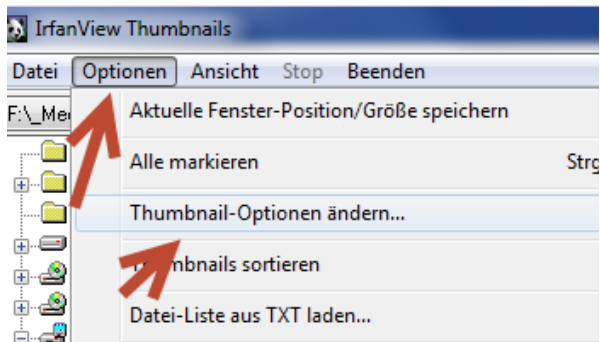 IrfanView Thumbnails
Datei Optionen Ansicht Stop Beenden
F:\_Me
Aktuelle Fenster-Position/Größe speichern
Alle markieren Strg
Thumbnail-Optionen ändern...
sortieren
Datei-Liste aus TXT laden...